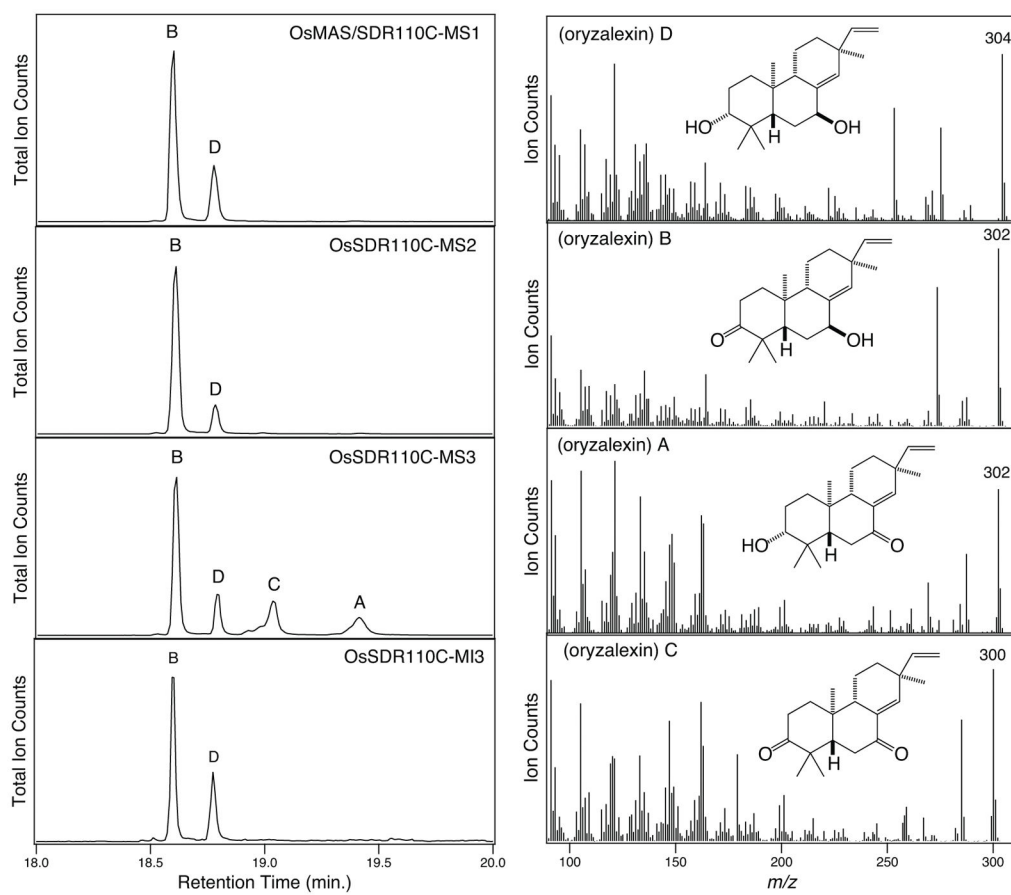 OsMAS/SDR110C-MS1
B
D
Total Ion Counts
OsSDR110C-MS2
B
D
Total Ion Counts
OsSDR110C-MS3
B
D
C
A
Total Ion Counts
OsSDR110C-MI3
B
D
Total Ion Counts
18.0 18.5 19.0 19.5 20.0
Retention Time (min.)
(oryzalexin) D
304
HO
H
OH
Ion Counts
(oryzalexin) B
302
O
H
OH
Ion Counts
(oryzalexin) A
302
HO
H
O
Ion Counts
(oryzalexin) C
300
O
H
O
Ion Counts
100 150 200 250 300
m/z